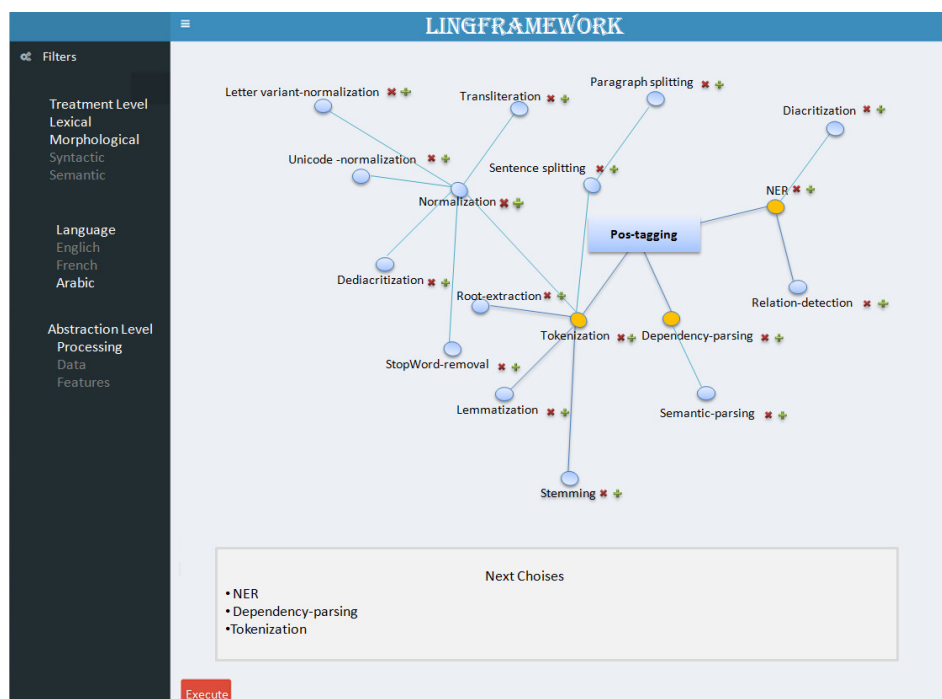 LINGFRAMEWORK
Filters
Treatment Level
Lexical
Morphological
Syntactic
Semantic
Language
Englich
French
Arabic
Abstraction Level
Processing
Data
Features
Letter variant-normalization
Transliteration
Paragraph splitting
Diacritization
Unicode -normalization
Sentence splitting
NER
Normalization
Pos-tagging
Dediacritization
Root-extraction
Relation-detection
Tokenization
Dependency-parsing
StopWord-removal
Lemmatization
Semantic-parsing
Stemming
Next Choises
•NER
•Dependency-parsing
•Tokenization
Execute